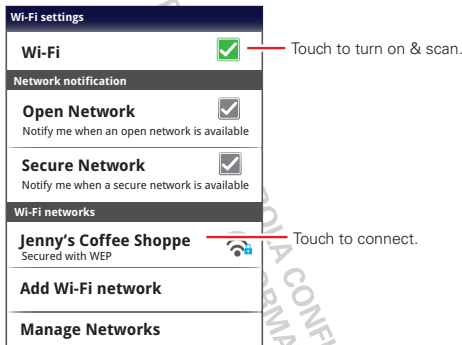 Wi-Fi settings
Wi-Fi
Touch to turn on & scan.
Network notification
Open Network
Notify me when an open network is available
Secure Network
Notify me when a secure network is available
Wi-Fi networks
Jenny's Coffee Shoppe
Secured with WEP
Touch to connect.
Add Wi-Fi network
Manage Networks